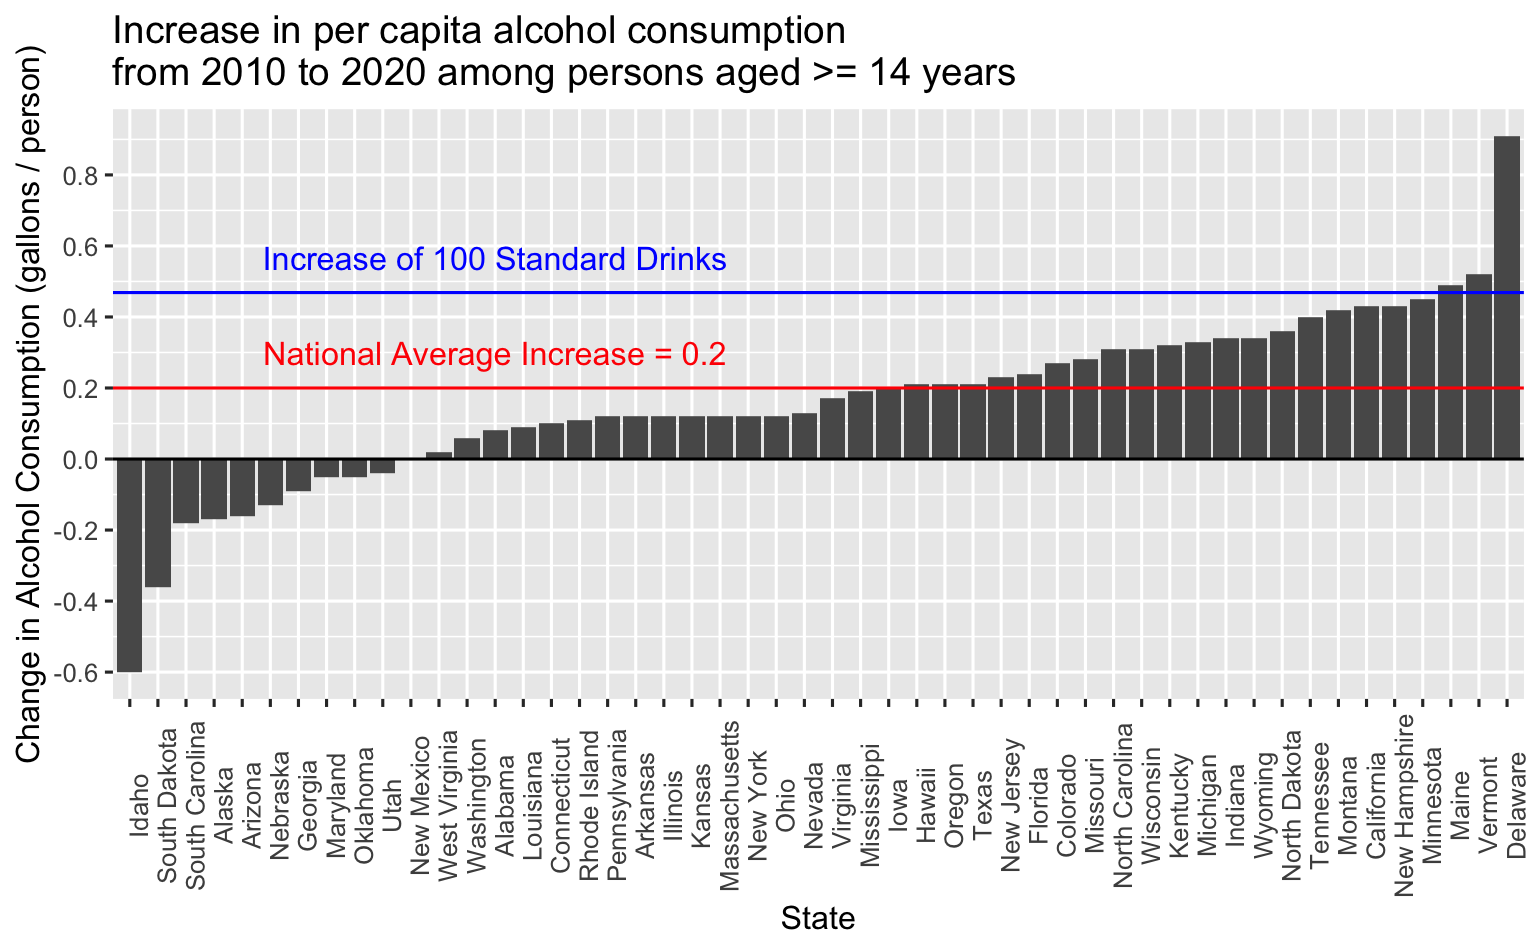 Increase in per capita alcohol consumption
from 2010 to 2020 among persons aged >= 14 years
Change in Alcohol Consumption (gallons / person)
0.8
0.6
0.4
0.2
0.0
-0.2
-0.4
-0.6
Increase of 100 Standard Drinks
National Average Increase = 0.2
Idaho
South Dakota
South Carolina
Alaska
Arizona
Nebraska
Georgia
Maryland
Oklahoma
Utah
New Mexico
West Virginia
Washington
Alabama
Louisiana
Connecticut
Rhode Island
Pennsylvania
Arkansas
Illinois
Kansas
Massachusetts
New York
Ohio
Nevada
Virginia
Mississippi
Iowa
Hawaii
Oregon
Texas
New Jersey
Florida
Colorado
Missouri
North Carolina
Wisconsin
Kentucky
Michigan
Indiana
Wyoming
North Dakota
Tennessee
Montana
California
New Hampshire
Minnesota
Maine
Vermont
Delaware
State